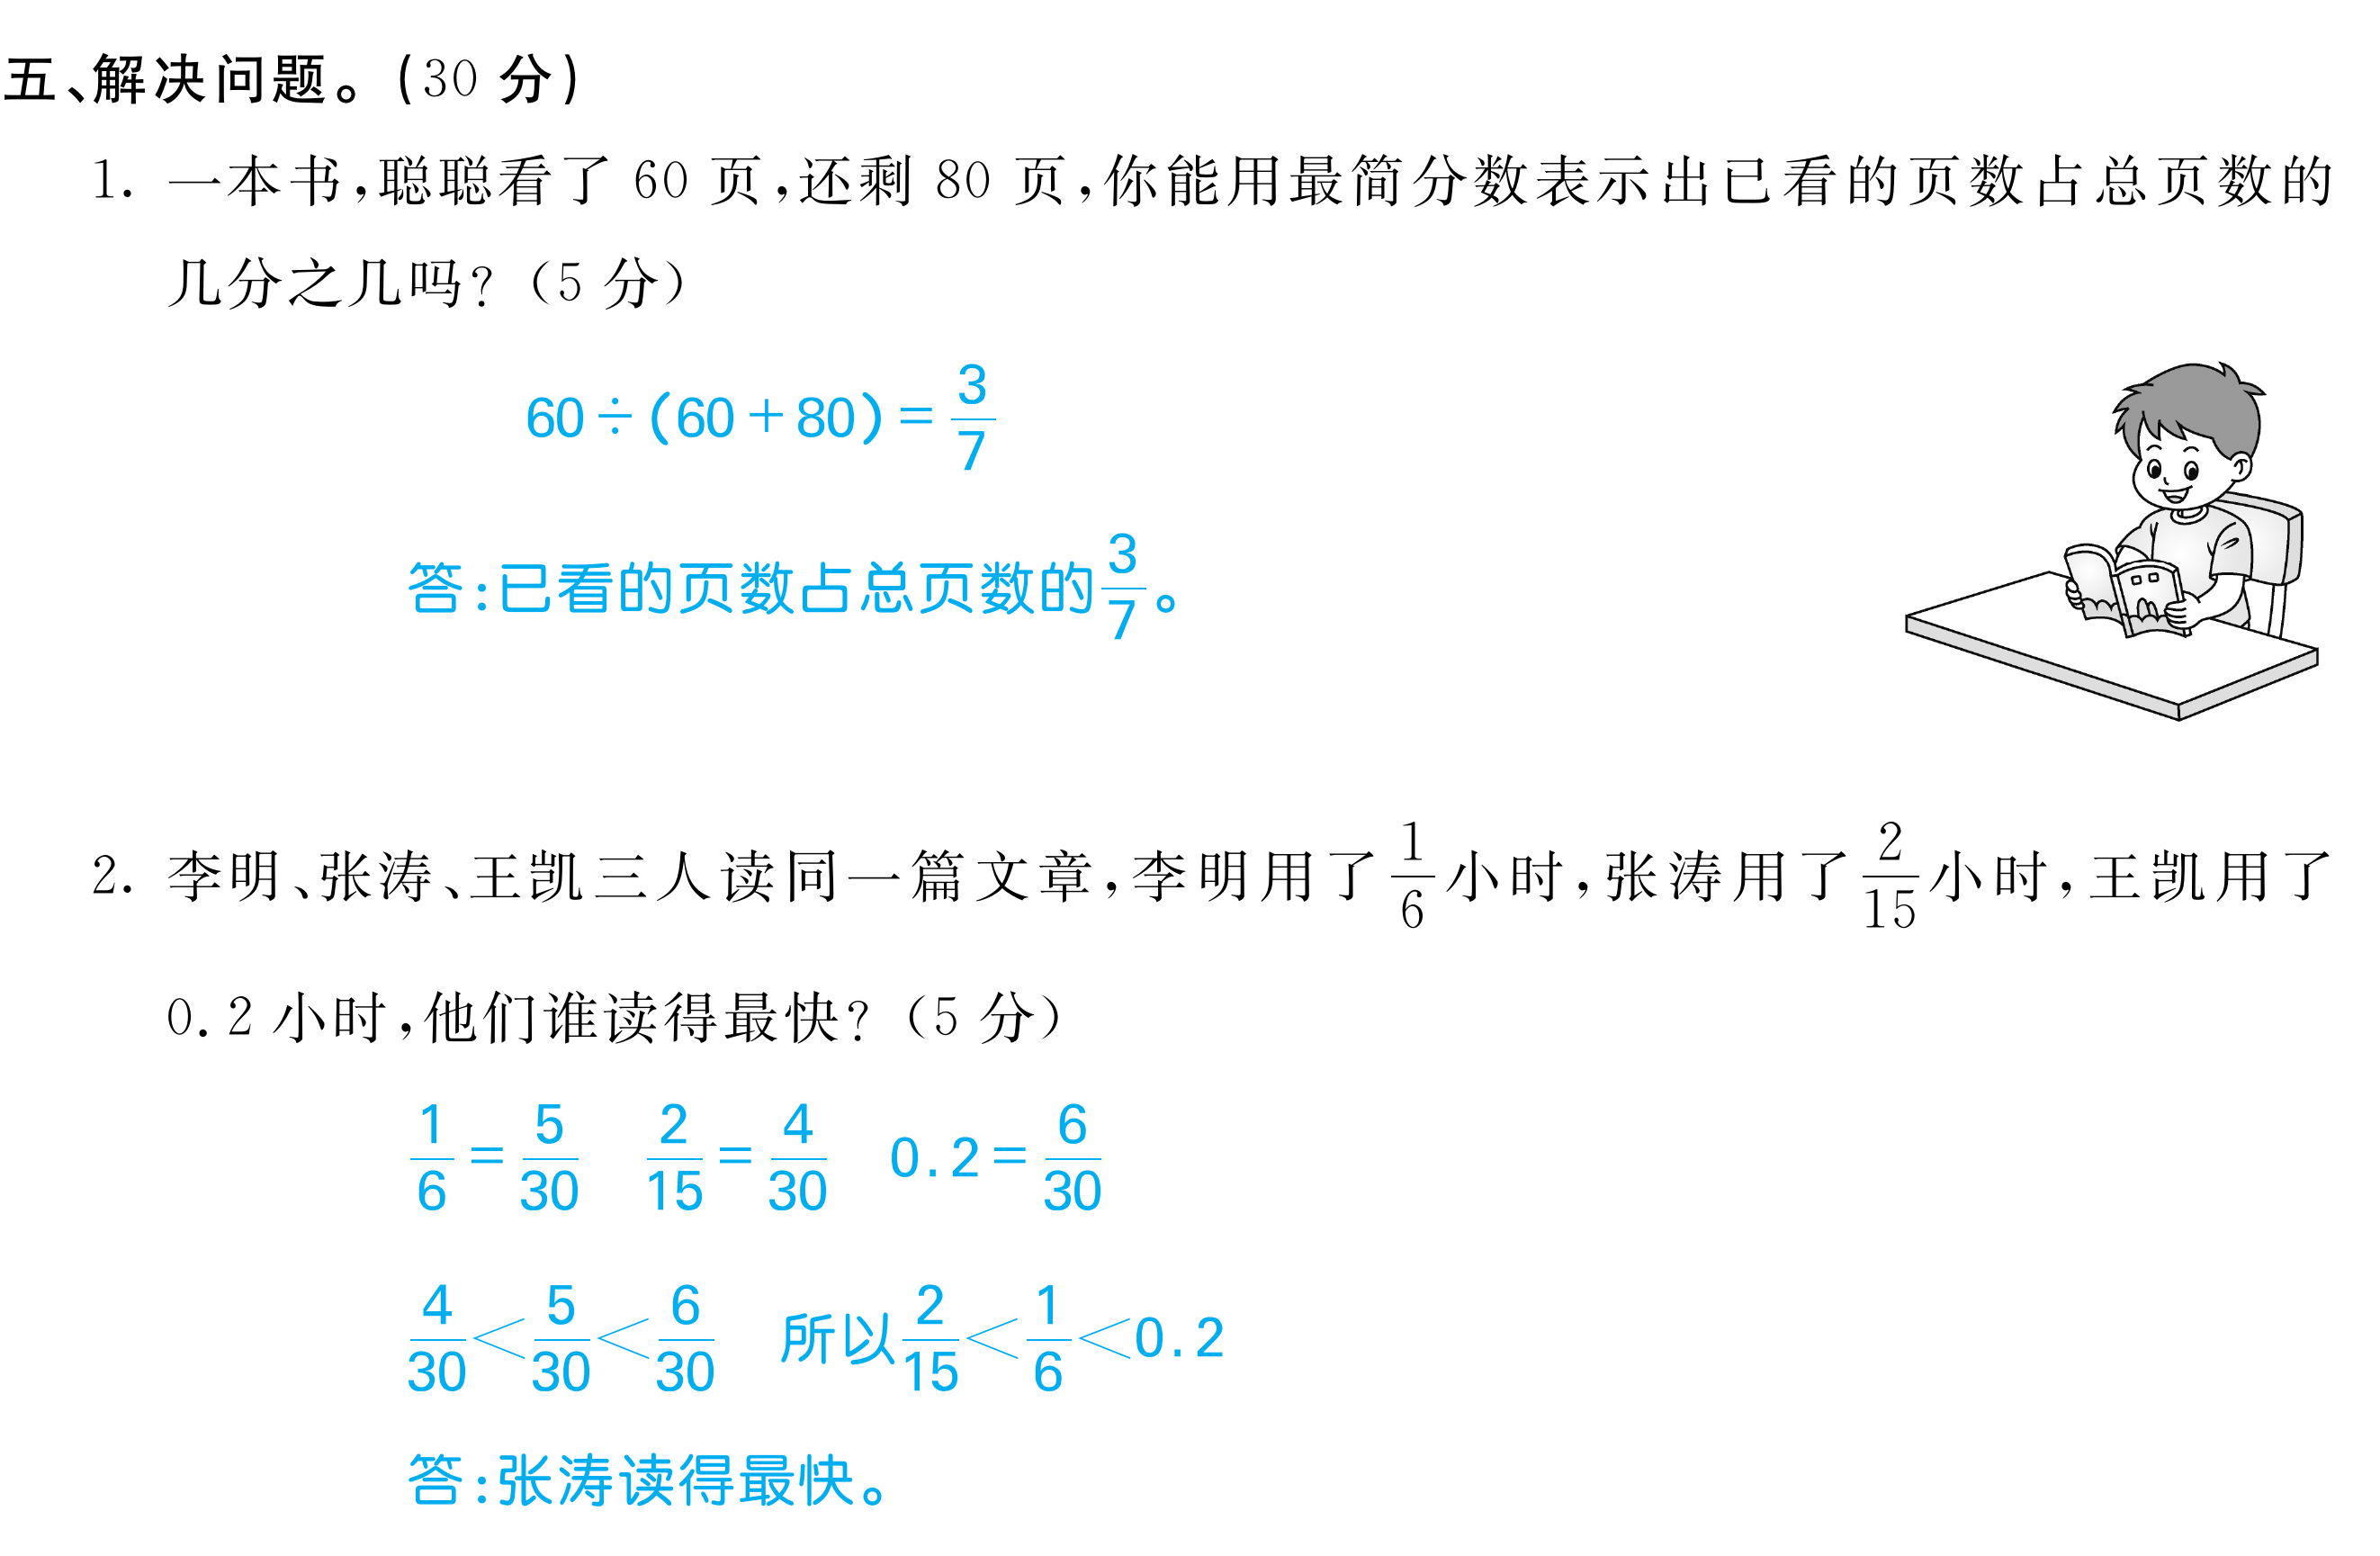 五、解决问题。(30 分)
1. 一本书,聪聪看了 60 页,还剩 80 页,你能用最简分数表示出已看的页数占总页数的
几分之几吗?(5 分)
60÷(60+80)=3/7
答:已看的页数占总页数的3/7。
2. 李明、张涛、王凯三人读同一篇文章,李明用了1/6小时,张涛用了2/15小时,王凯用了
0.2 小时,他们谁读得最快?(5 分)
1/6=5/30 2/15=4/30 0.2=6/30
4/30<5/30<6/30 所以2/15<1/6<0.2
答:张涛读得最快。